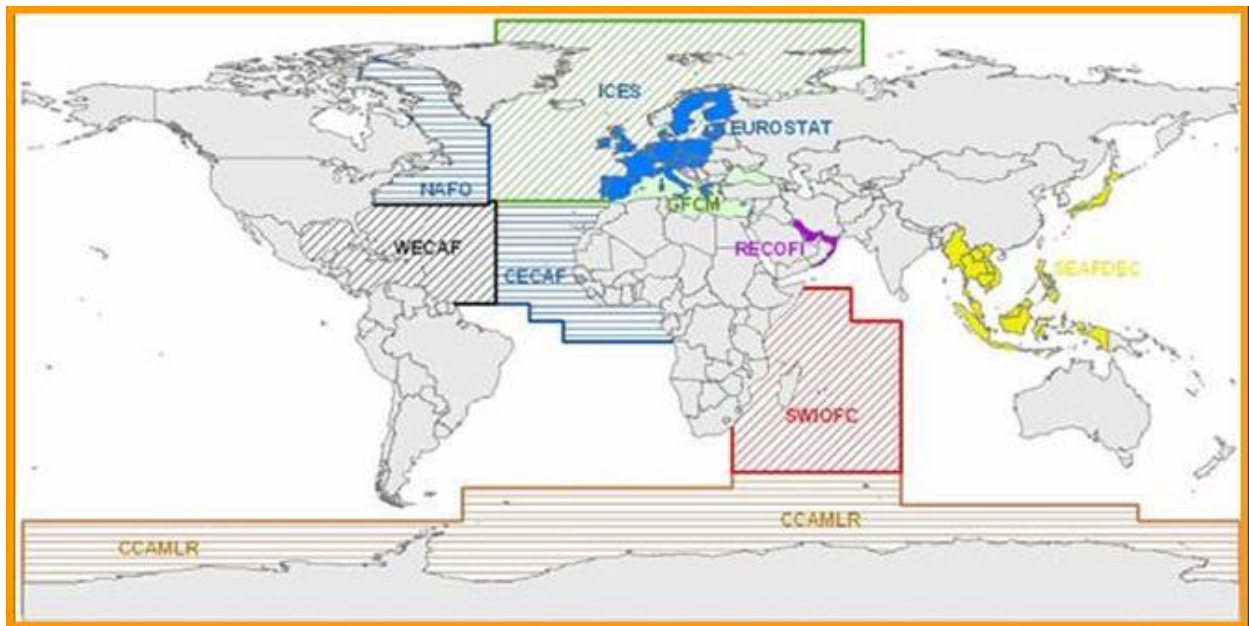 ICES
EUROSTAT
NAFO
GFCM
WECAF
RECOFI
CECAF
SEAFDEC
SWIOFC
CCAMLR
CCAMLR